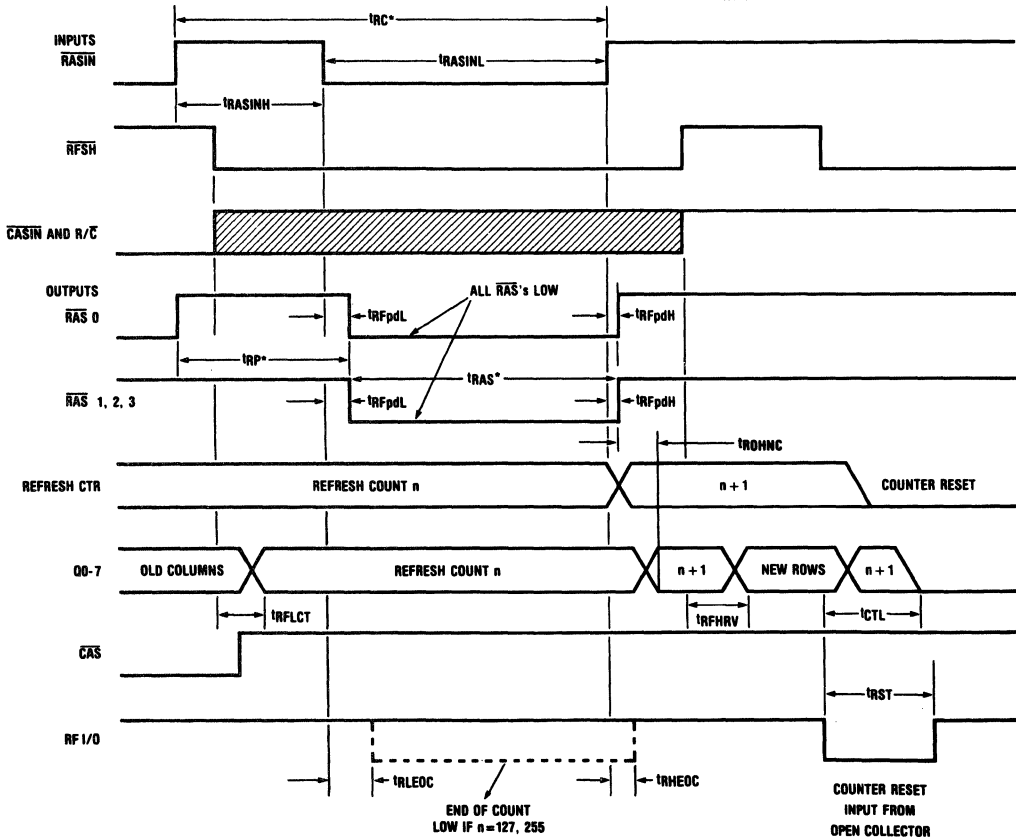 tRC*
INPUTS
RASIN
tRASINL
tRASINH
RFSH
CASIN AND R/C
OUTPUTS
ALL RAS's LOW
RAS 0
tRFpdL
tRFpdH
tRP*
tRAS*
RAS 1, 2, 3
tRFpdL
tRFpdH
tROHNC
REFRESH CTR
REFRESH COUNT n
n + 1
COUNTER RESET
Q0-7
OLD COLUMNS
REFRESH COUNT n
n + 1
NEW ROWS
n + 1
tRFLCT
tRFHRV
tCTL
CAS
tRST
RF I/O
tRLEOC
tRHEOC
END OF COUNT
LOW IF n=127, 255
COUNTER RESET
INPUT FROM
OPEN COLLECTOR